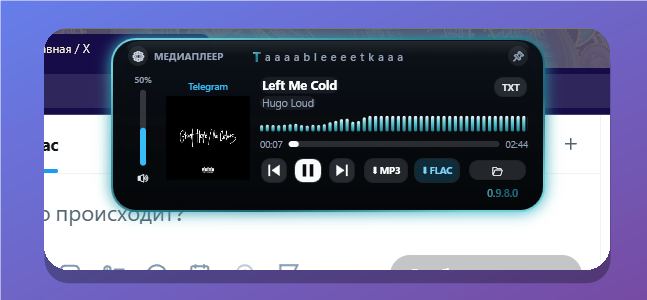 авная / X
МЕДИАПЛЕЕР
Taaaableeeetkaaa
50%
Telegram
Left Me Cold
Hugo Loud
TXT
00:07
02:44
MP3
FLAC
0.9.8.0
ас
о происходит?